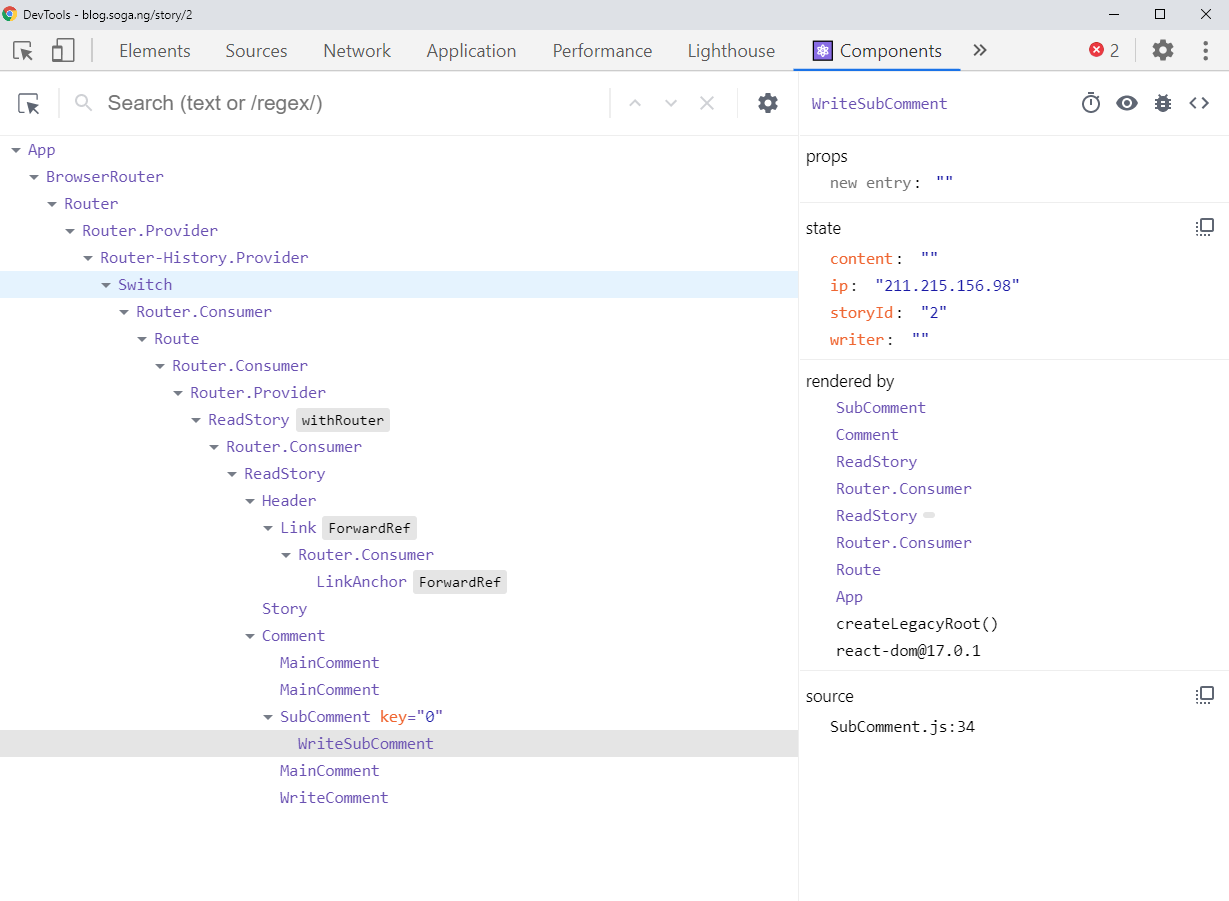 DevTools - blog.soga.ng/story/2
Elements Sources Network Application Performance Lighthouse Components 2
Search (text or /regex/)
App
BrowserRouter
Router
Router.Provider
Router-History.Provider
Switch
Router.Consumer
Route
Router.Consumer
Router.Provider
ReadStory withRouter
Router.Consumer
ReadStory
Header
Link ForwardRef
Router.Consumer
LinkAnchor ForwardRef
Story
Comment
MainComment
MainComment
SubComment key="0"
WriteSubComment
MainComment
WriteComment
WriteSubComment
props
new entry: ""
state
content: ""
ip: "211.215.156.98"
storyId: "2"
writer: ""
rendered by
SubComment
Comment
ReadStory
Router.Consumer
ReadStory
Router.Consumer
Route
App
createLegacyRoot()
react-dom@17.0.1
source
SubComment.js:34